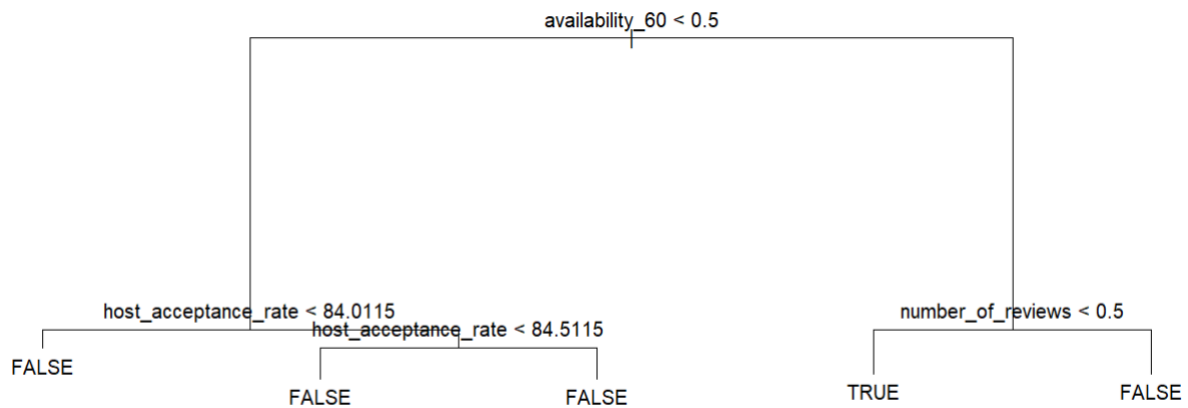 availability_60 < 0.5
host_acceptance_rate < 84.0115
number_of_reviews < 0.5
host_acceptance_rate < 84.5115
FALSE
FALSE
FALSE
TRUE
FALSE